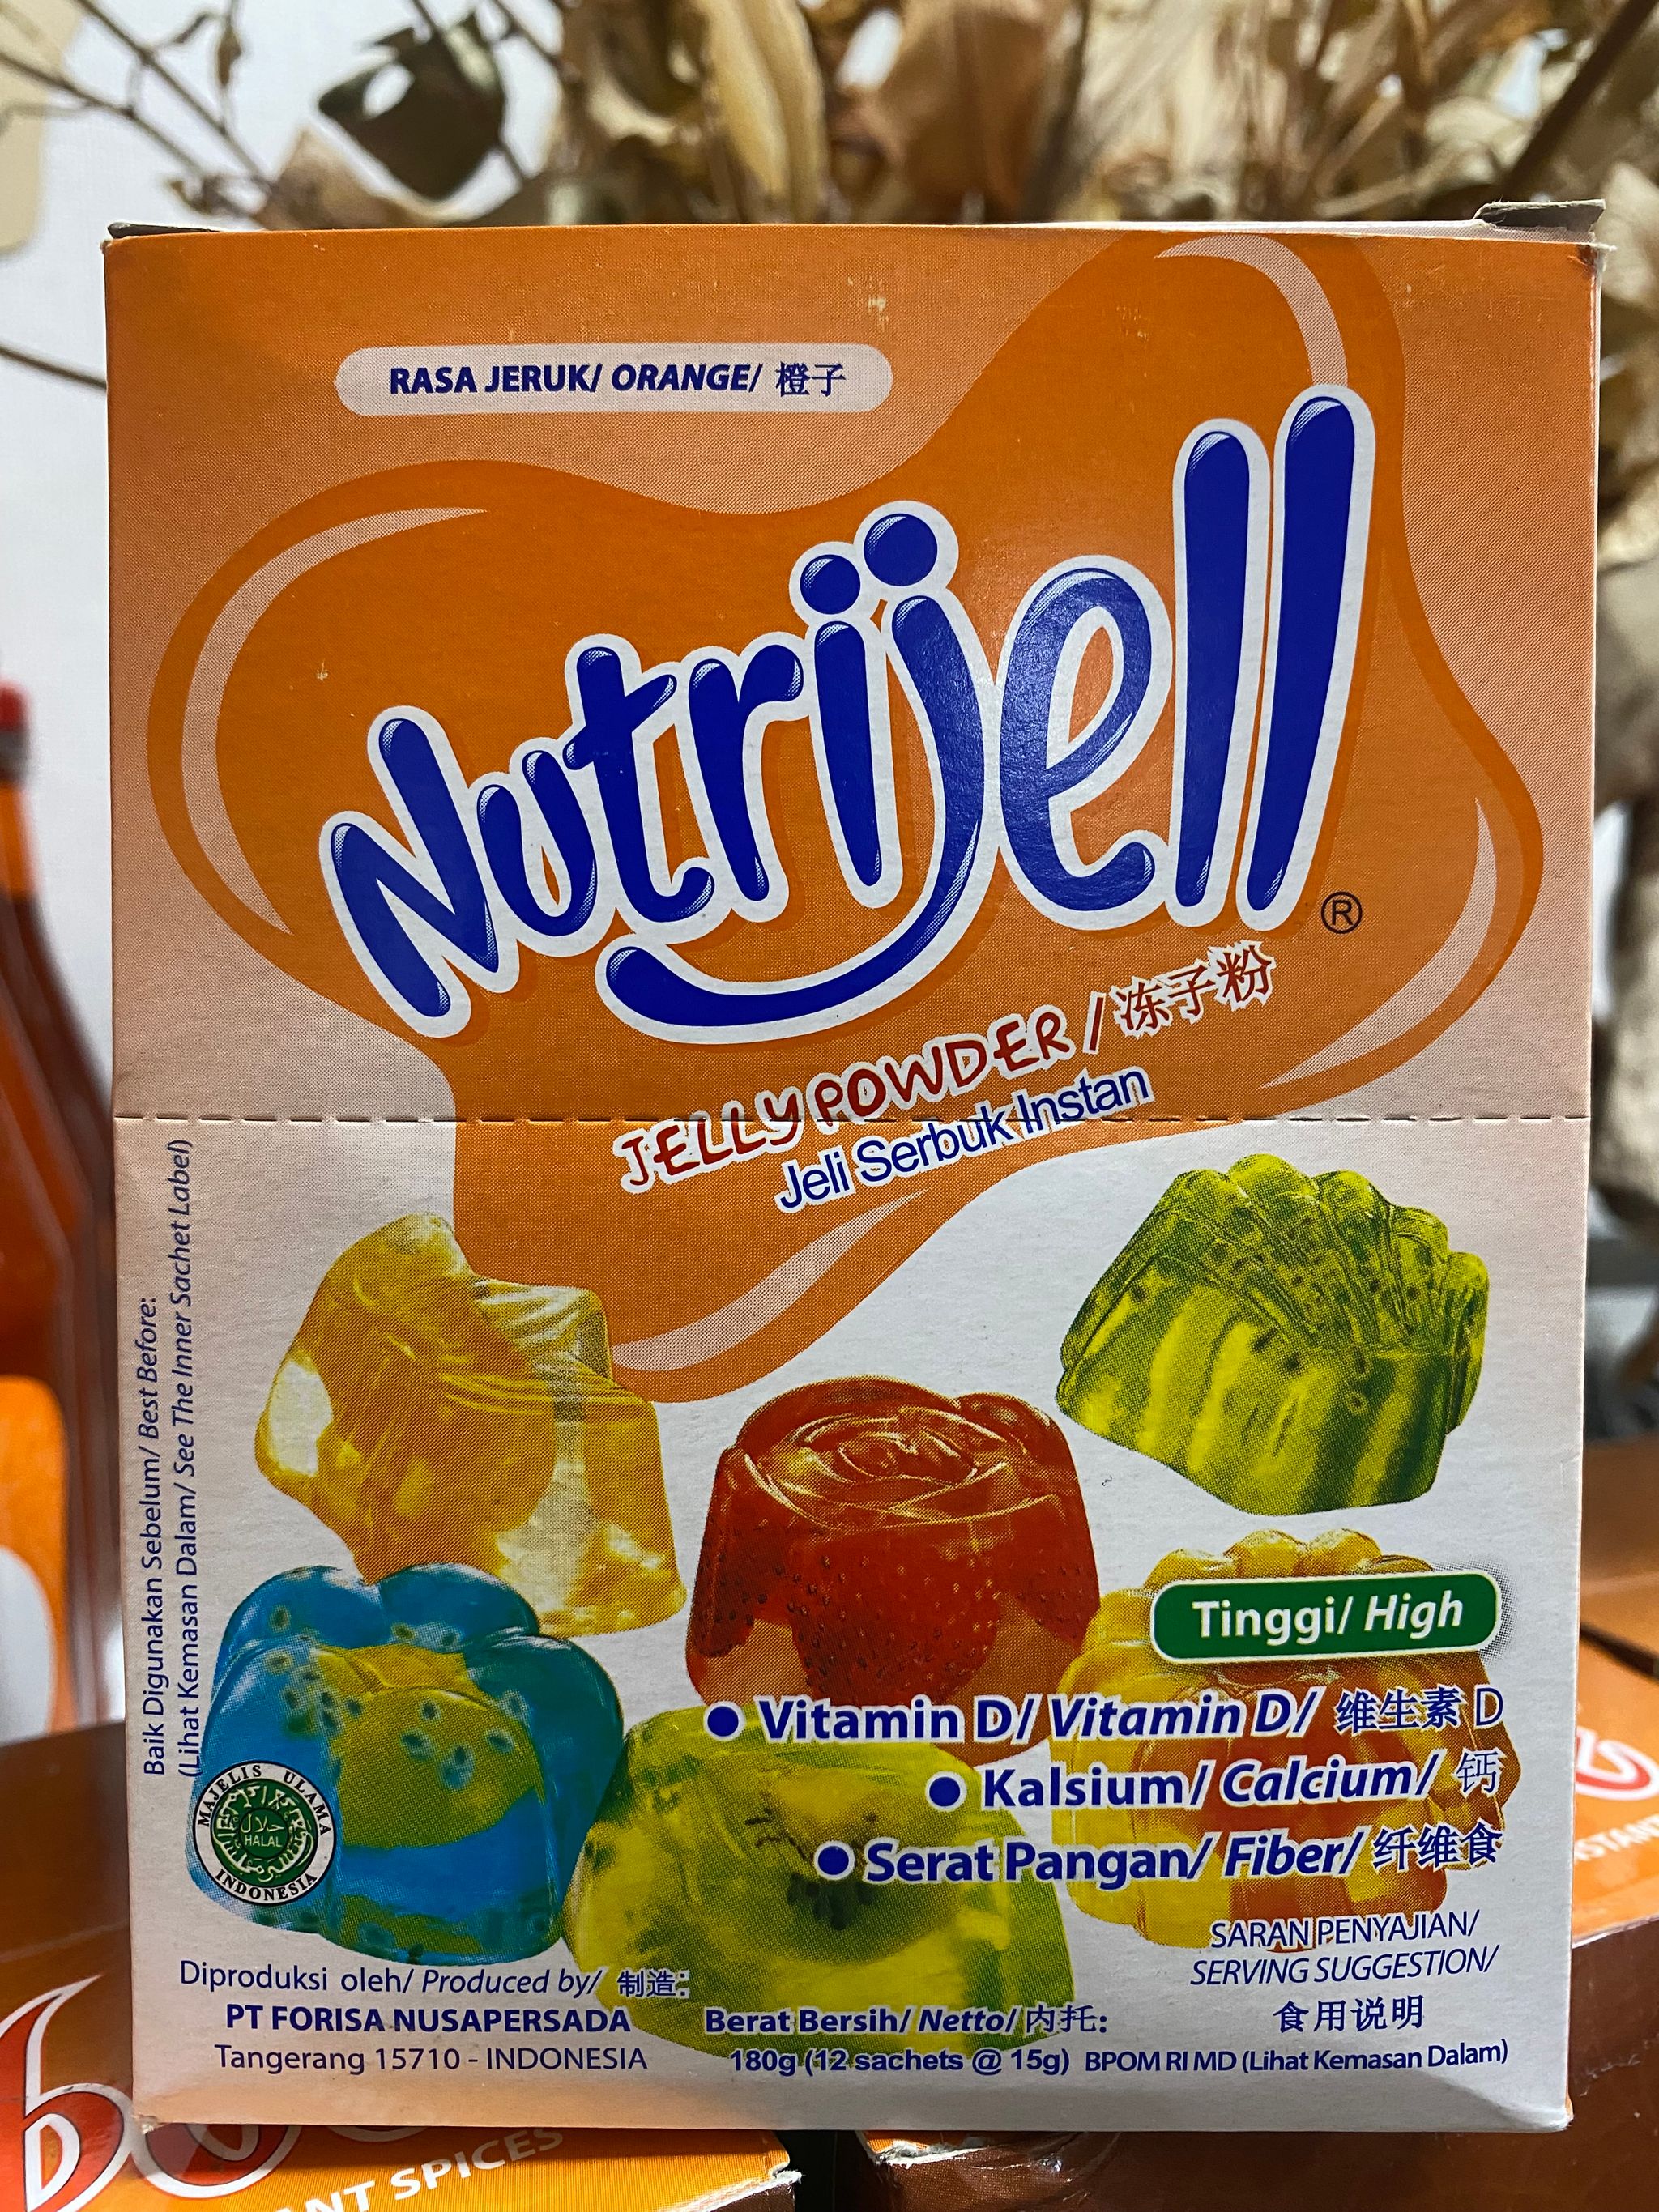 RASA JERUK/ ORANGE/ 橙子
Nutrijell ®
JELLY POWDER / 冻子粉
Jeli Serbuk Instan
Baik Digunakan Sebelum/ Best Before:
(Lihat Kemasan Dalam/ See The Inner Sachet Label)
Tinggi/ High
• Vitamin D/ Vitamin D/ 维生素 D
• Kalsium/ Calcium/ 钙
• Serat Pangan/ Fiber/ 纤维食
MAJELIS ULAMA
حلال
HALAL
INDONESIA
SARAN PENYAJIAN/
SERVING SUGGESTION/
食用说明
Diproduksi oleh/ Produced by/ 制造:
PT FORISA NUSAPERSADA
Tangerang 15710 - INDONESIA
Berat Bersih/ Netto/ 内托:
180g (12 sachets @ 15g) BPOM RI MD (Lihat Kemasan Dalam)
SPICES